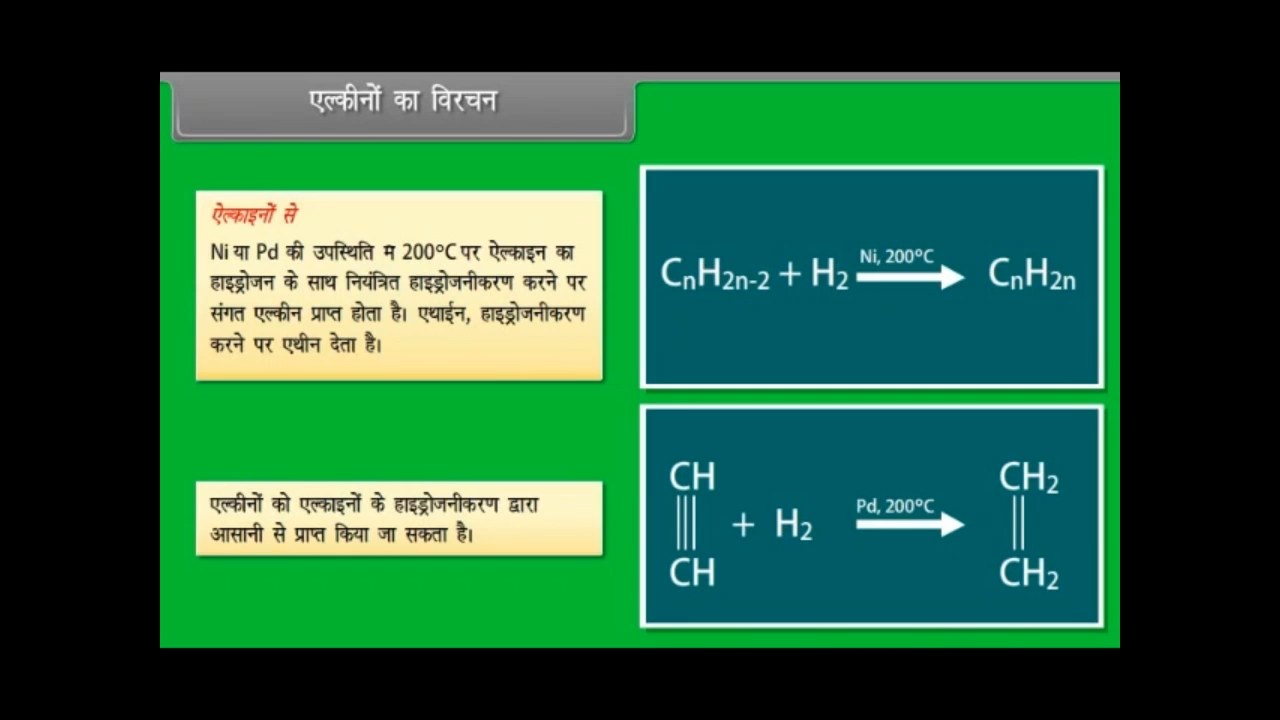 एल्कीनों का विरचन
ऐल्काइनों से
Ni या Pd की उपस्थिति म 200°C पर ऐल्काइन का
हाइड्रोजन के साथ नियंत्रित हाइड्रोजनीकरण करने पर
संगत एल्कीन प्राप्त होता है। एथाईन, हाइड्रोजनीकरण
करने पर एथीन देता है।
CₙH₂ₙ₋₂ + H₂ Ni, 200°C CₙH₂ₙ
एल्कीनों को एल्काइनों के हाइड्रोजनीकरण द्वारा
आसानी से प्राप्त किया जा सकता है।
CH CH₂
+ H₂ Pd, 200°C
CH CH₂